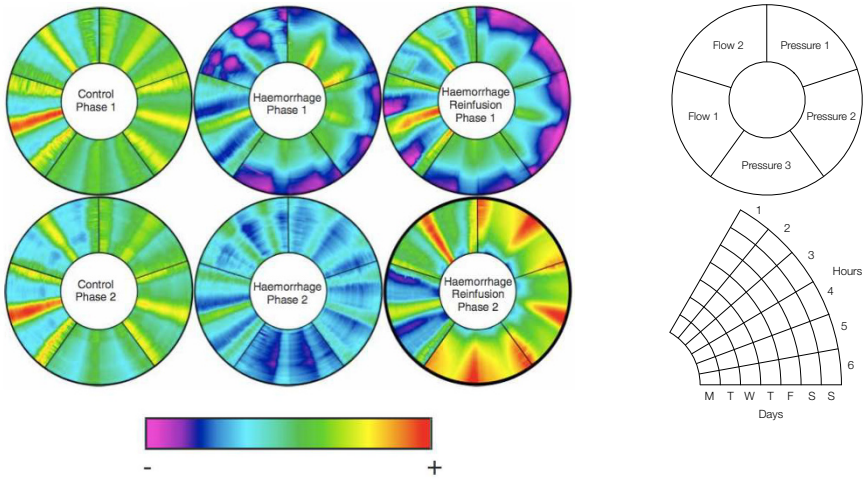 Control
Phase 1
Haemorrhage
Phase 1
Haemorrhage
Reinfusion
Phase 1
Control
Phase 2
Haemorrhage
Phase 2
Haemorrhage
Reinfusion
Phase 2
- +
Flow 2
Pressure 1
Flow 1
Pressure 2
Pressure 3
1
2
3
Hours
4
5
6
M T W T F S S
Days